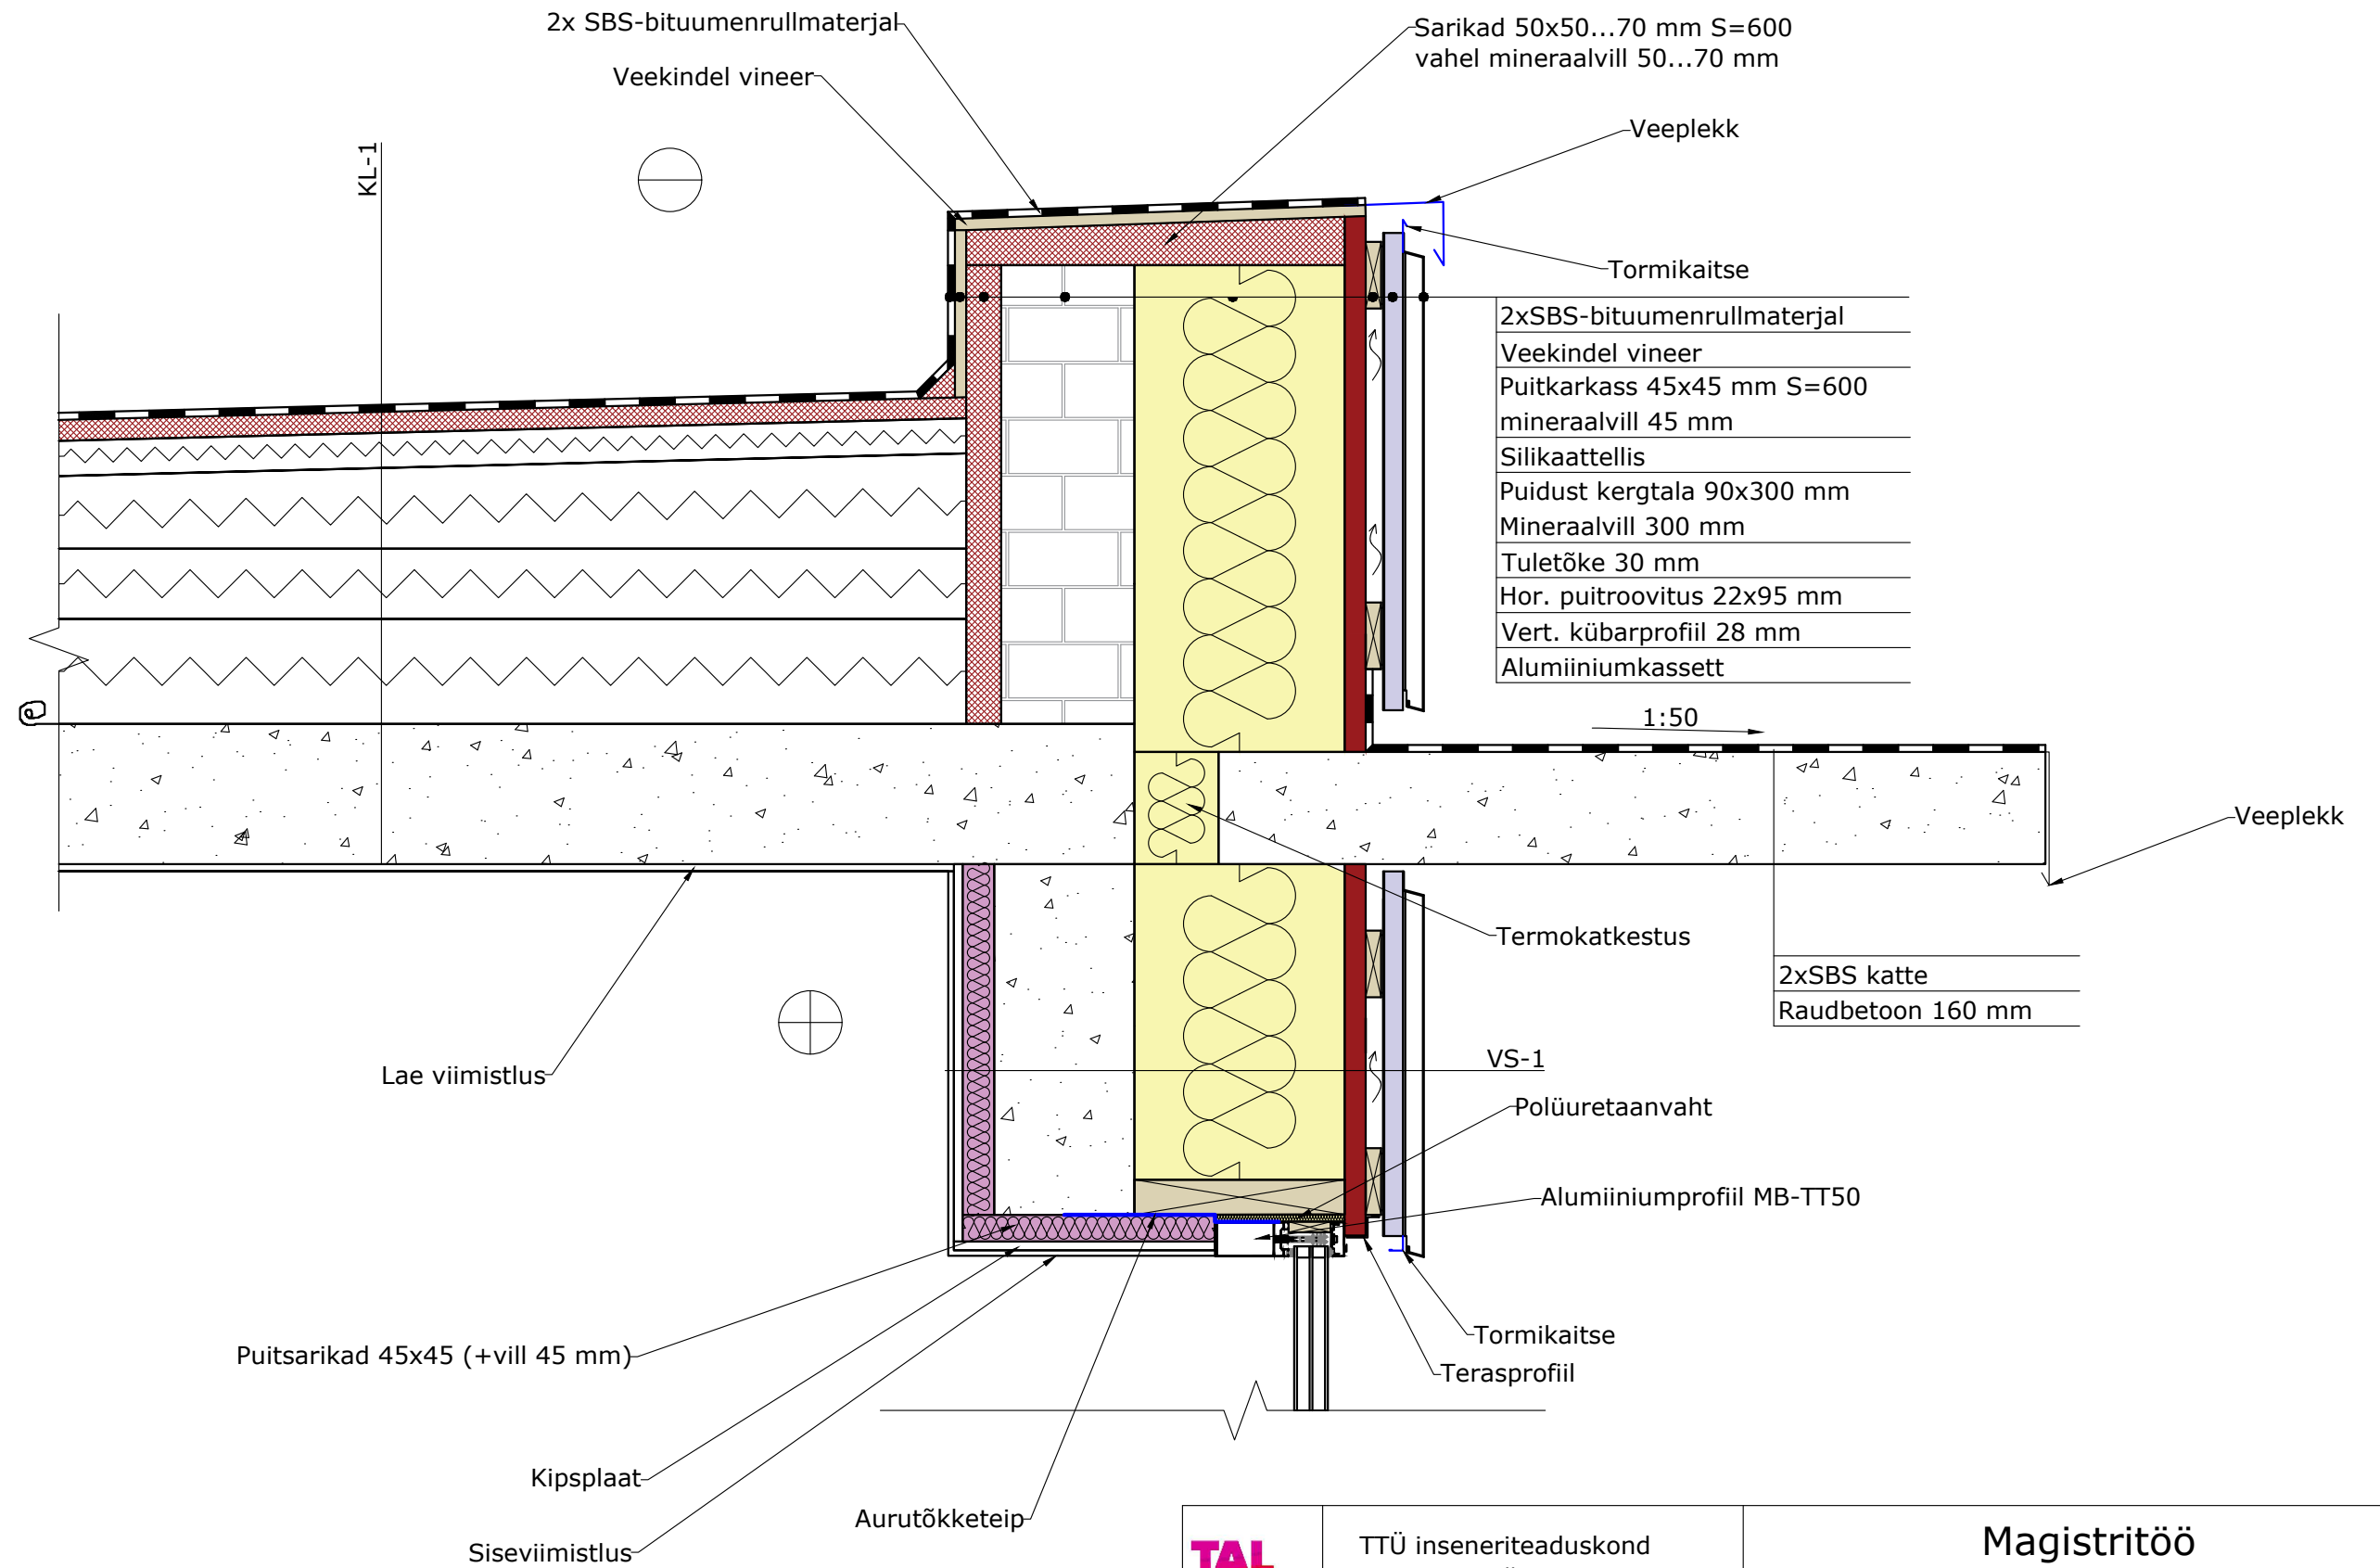 2x SBS-bituumenrullmaterjal
Veekindel vineer
Sarikad 50x50...70 mm S=600
vahel mineraalvill 50...70 mm
Veeplekk
KL-1
Tormikaitse
2xSBS-bituumenrullmaterjal
Veekindel vineer
Puitkarkass 45x45 mm S=600
mineraalvill 45 mm
Silikaattellis
Puidust kergtala 90x300 mm
Mineraalvill 300 mm
Tuletõke 30 mm
Hor. puitroovitus 22x95 mm
Vert. kübarprofiil 28 mm
Alumiiniumkassett
1:50
Veeplekk
Termokatkestus
2xSBS katte
Raudbetoon 160 mm
Lae viimistlus
VS-1
Polüuretaanvaht
Alumiiniumprofiil MB-TT50
Tormikaitse
Terasprofiil
Puitsarikad 45x45 (+vill 45 mm)
Kipsplaat
Aurutõkketeip
Siseviimistlus
TAL
TTÜ inseneriteaduskond
Magistritöö